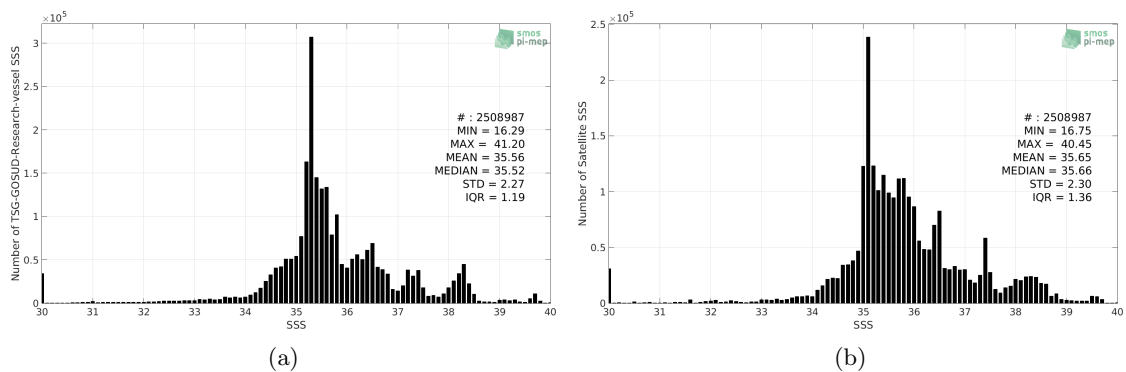 ×10⁵
3
2.5
2
1.5
1
0.5
0
Number of TSG-GOSUD-Research-vessel SSS
smos
pi-mep
# : 2508987
MIN = 16.29
MAX = 41.20
MEAN = 35.56
MEDIAN = 35.52
STD = 2.27
IQR = 1.19
30 31 32 33 34 35 36 37 38 39 40
SSS
(a)
×10⁵
2.5
2
1.5
1
0.5
0
Number of Satellite SSS
smos
pi-mep
# : 2508987
MIN = 16.75
MAX = 40.45
MEAN = 35.65
MEDIAN = 35.66
STD = 2.30
IQR = 1.36
30 31 32 33 34 35 36 37 38 39 40
SSS
(b)